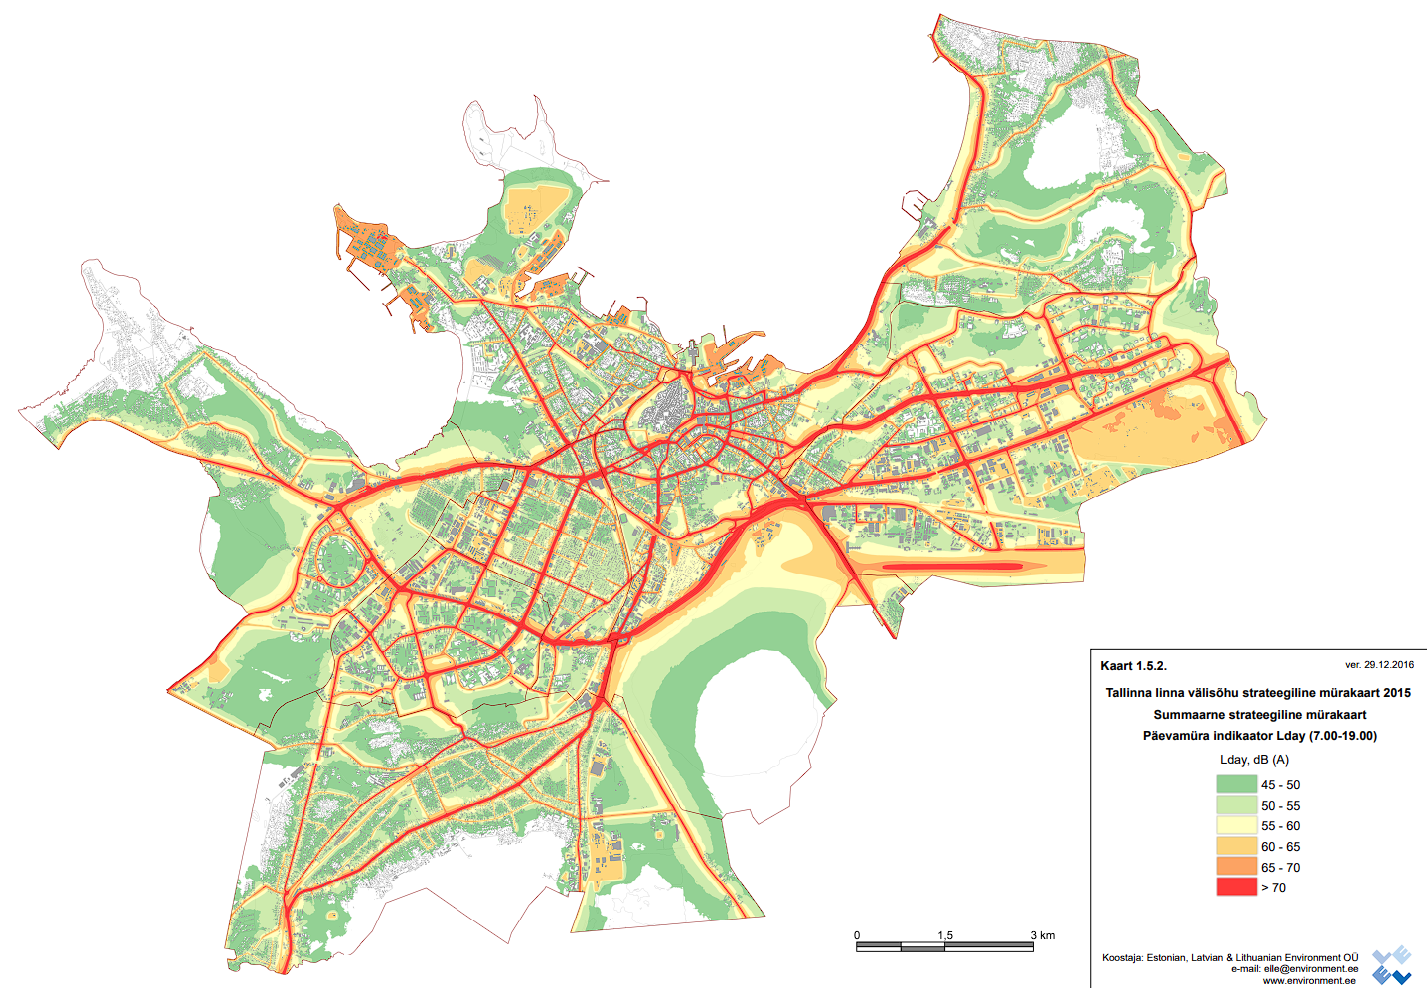 Kaart 1.5.2.
ver. 29.12.2016
Tallinna linna välisõhu strateegiline mürakaart 2015
Summaarne strateegiline mürakaart
Päevamüra indikaator Lday (7.00-19.00)
Lday, dB (A)
45 - 50
50 - 55
55 - 60
60 - 65
65 - 70
> 70
0 1,5 3 km
Koostaja: Estonian, Latvian & Lithuanian Environment OÜ
e-mail: elle@environment.ee
www.environment.ee